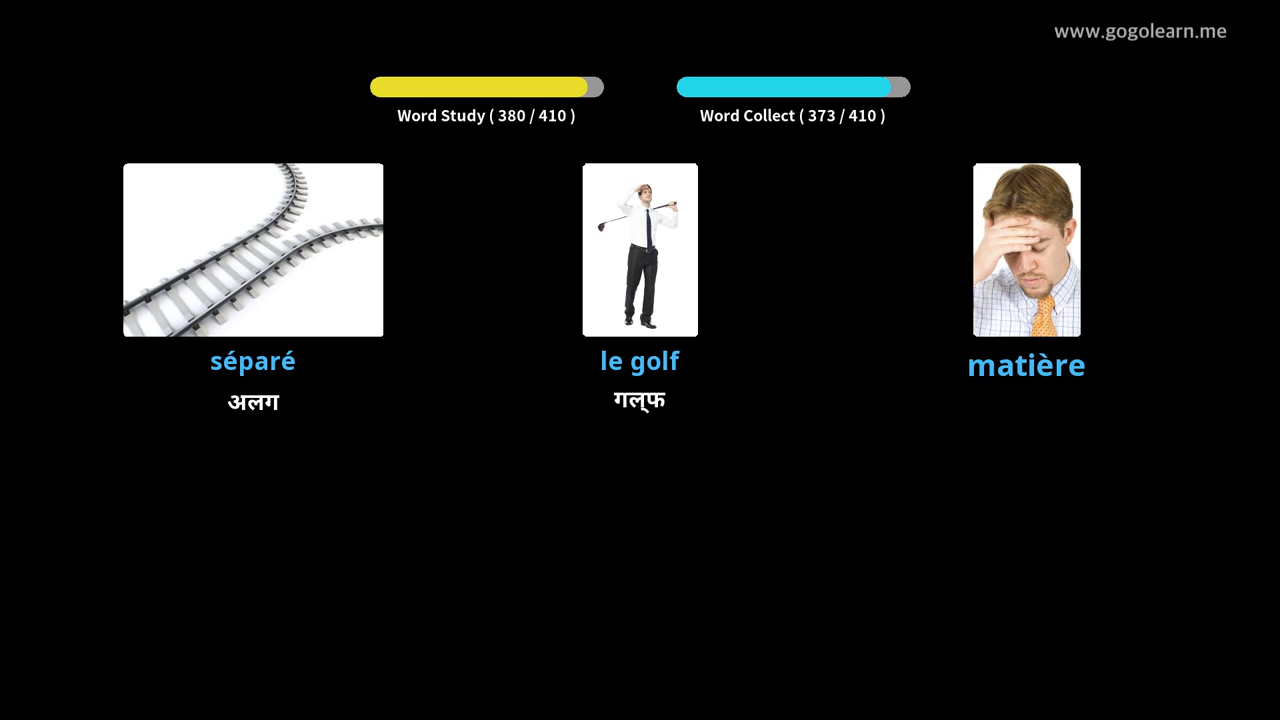 www.gogolearn.me
Word Study ( 380 / 410 )
Word Collect ( 373 / 410 )
séparé
le golf
matière
अलग
गल्फ